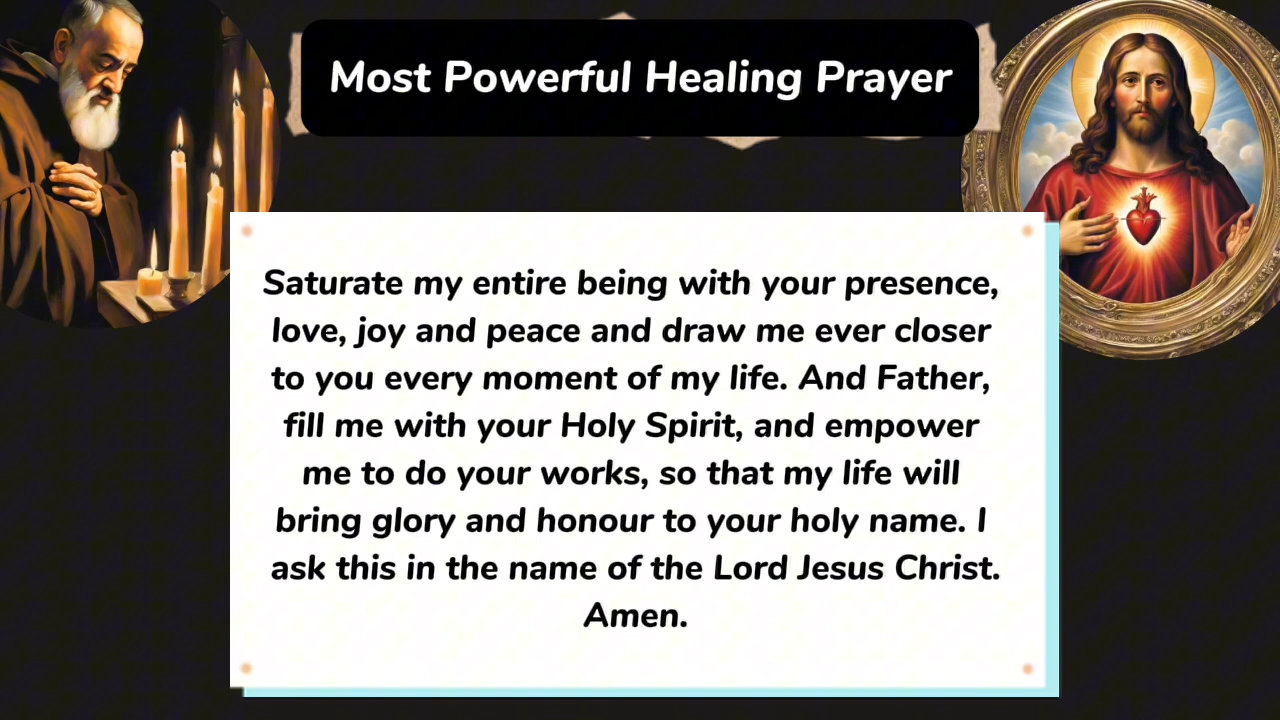 Most Powerful Healing Prayer
Saturate my entire being with your presence,
love, joy and peace and draw me ever closer
to you every moment of my life. And Father,
fill me with your Holy Spirit, and empower
me to do your works, so that my life will
bring glory and honour to your holy name. I
ask this in the name of the Lord Jesus Christ.
Amen.